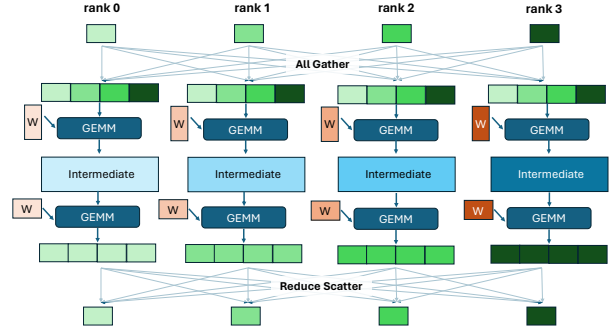 rank 0 rank 1 rank 2 rank 3
All Gather
W W W W
GEMM GEMM GEMM GEMM
Intermediate Intermediate Intermediate Intermediate
W W W W
GEMM GEMM GEMM GEMM
Reduce Scatter